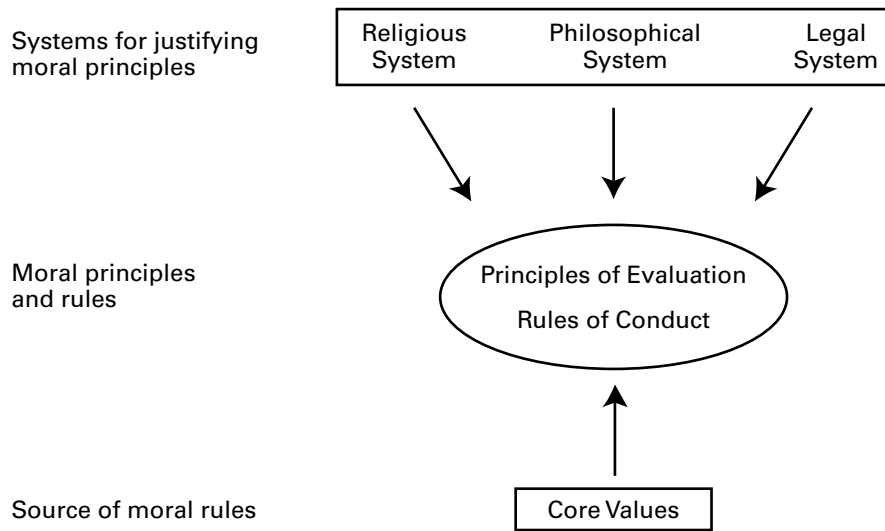 Systems for justifying
moral principles
Religious
System
Philosophical
System
Legal
System
Moral principles
and rules
Principles of Evaluation
Rules of Conduct
Source of moral rules
Core Values